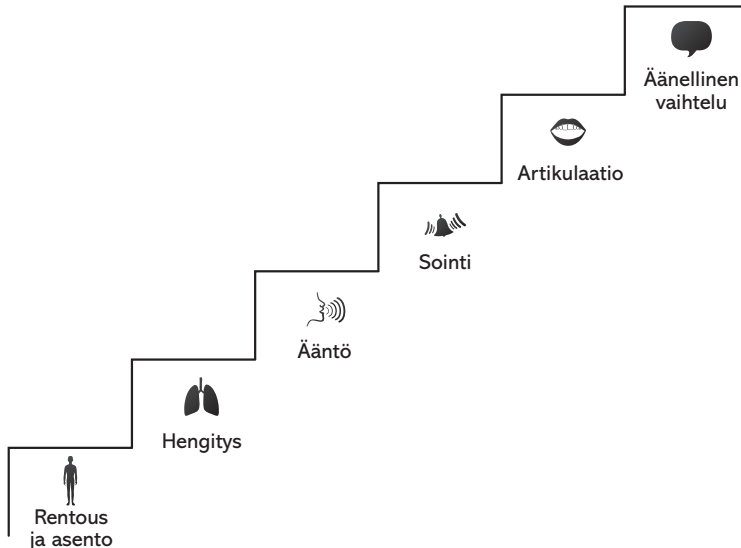 Äänellinen
vaihtelu
Artikulaatio
Sointi
Ääntö
Hengitys
Rentous
ja asento